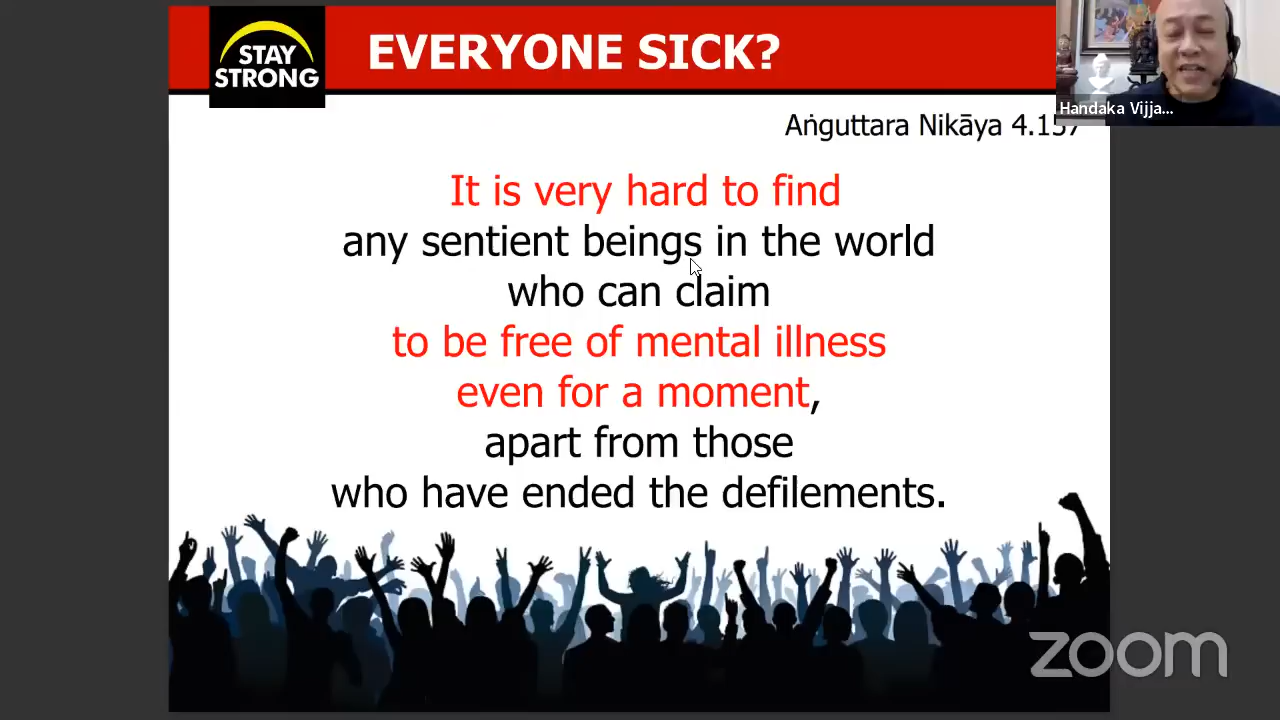 STAY
STRONG
EVERYONE SICK?
Handaka Vijja...
Aṅguttara Nikāya 4.157
It is very hard to find
any sentient beings in the world
who can claim
to be free of mental illness
even for a moment,
apart from those
who have ended the defilements.
zoom